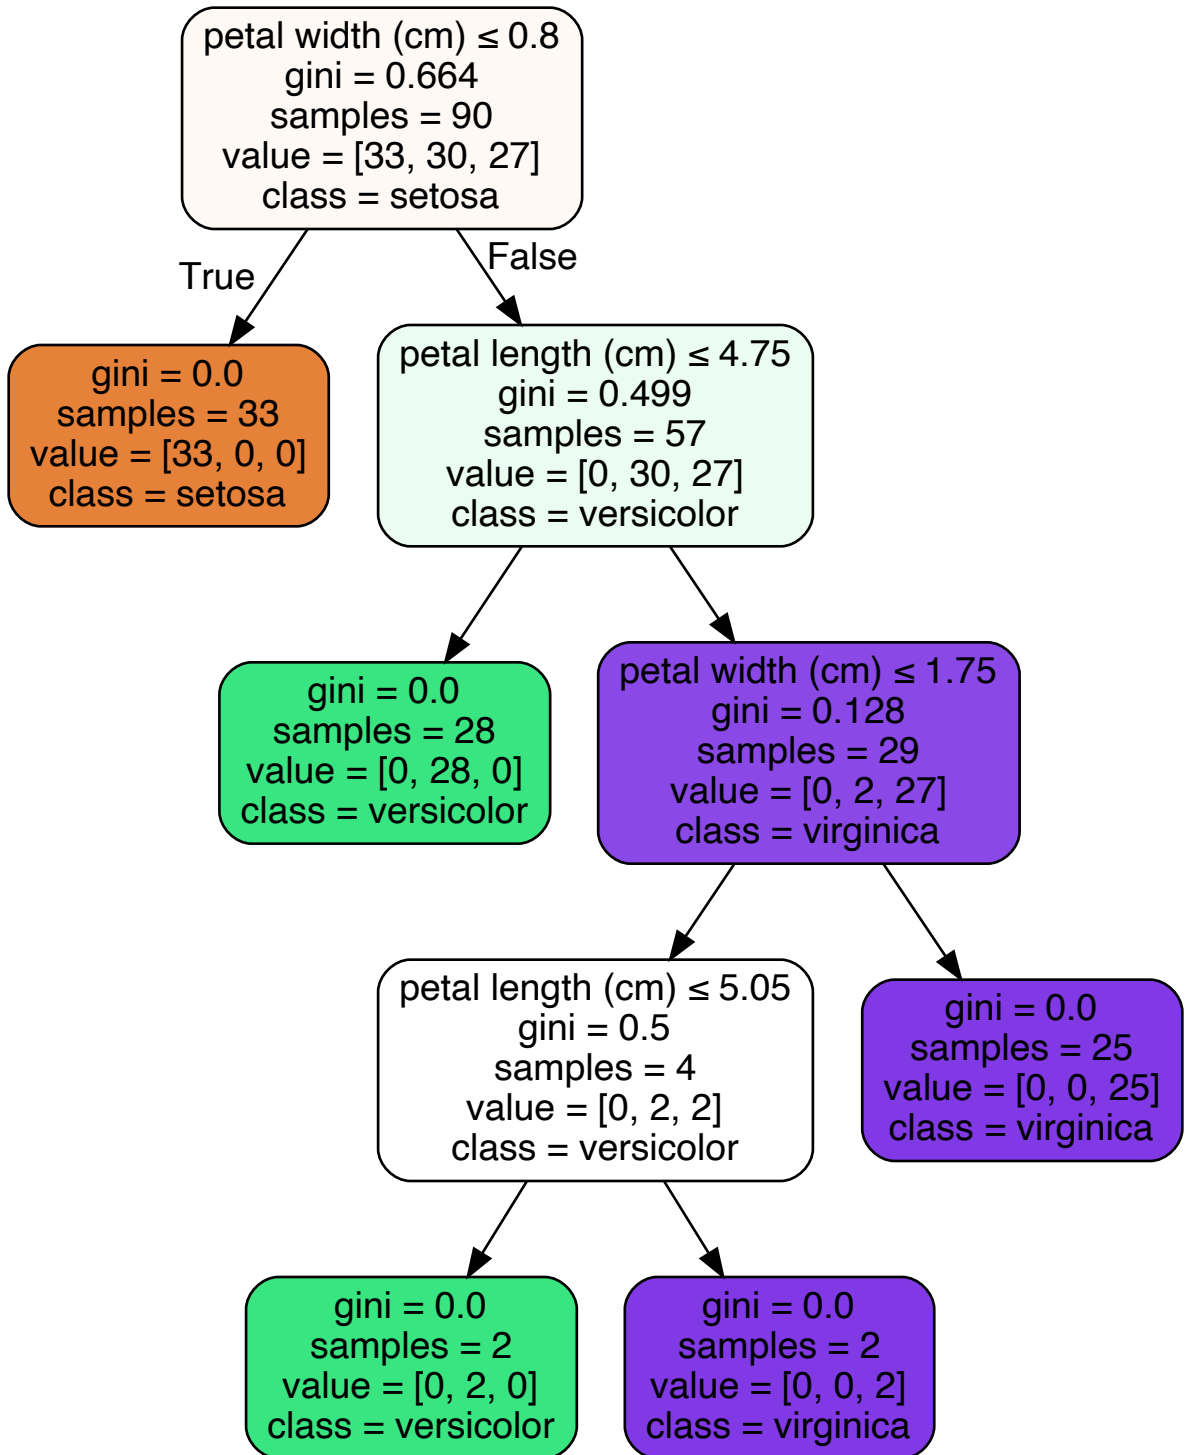 petal width (cm) ≤ 0.8
gini = 0.664
samples = 90
value = [33, 30, 27]
class = setosa
True
False
gini = 0.0
samples = 33
value = [33, 0, 0]
class = setosa
petal length (cm) ≤ 4.75
gini = 0.499
samples = 57
value = [0, 30, 27]
class = versicolor
gini = 0.0
samples = 28
value = [0, 28, 0]
class = versicolor
petal width (cm) ≤ 1.75
gini = 0.128
samples = 29
value = [0, 2, 27]
class = virginica
petal length (cm) ≤ 5.05
gini = 0.5
samples = 4
value = [0, 2, 2]
class = versicolor
gini = 0.0
samples = 25
value = [0, 0, 25]
class = virginica
gini = 0.0
samples = 2
value = [0, 2, 0]
class = versicolor
gini = 0.0
samples = 2
value = [0, 0, 2]
class = virginica